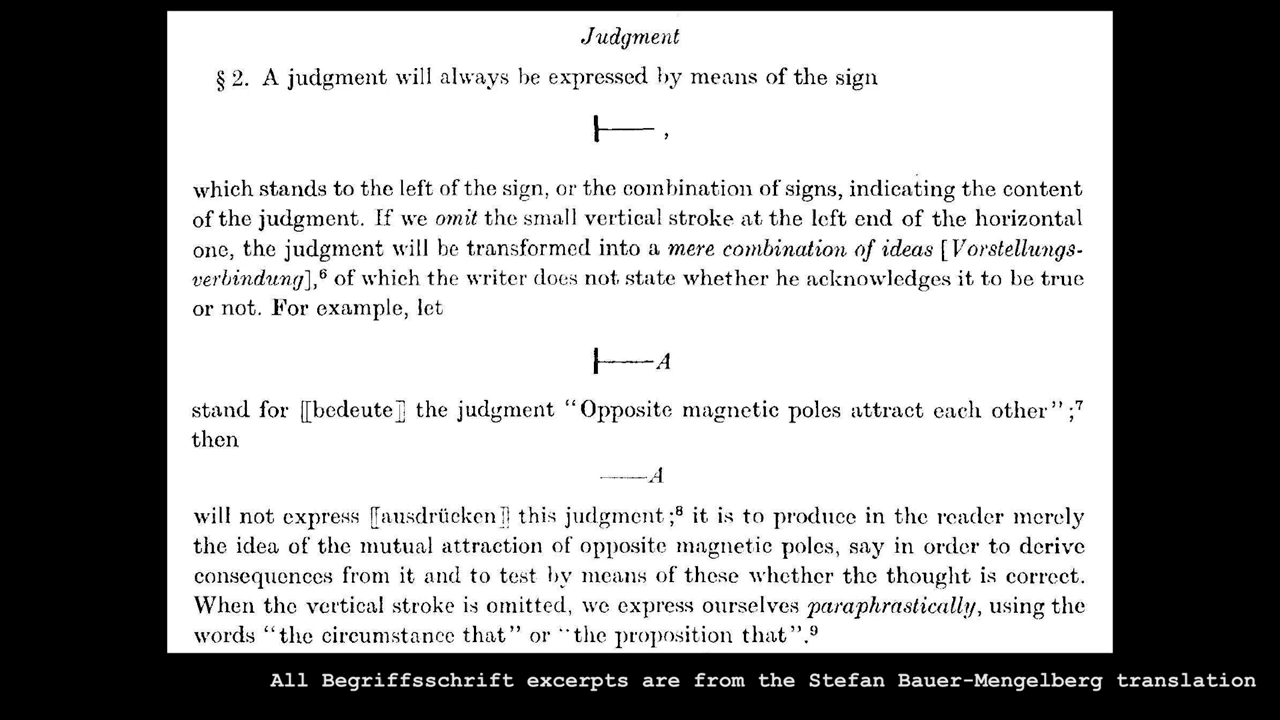 Judgment
§ 2. A judgment will always be expressed by means of the sign
├── ,
which stands to the left of the sign, or the combination of signs, indicating the content
of the judgment. If we omit the small vertical stroke at the left end of the horizontal
one, the judgment will be transformed into a mere combination of ideas [Vorstellungs-
verbindung],⁶ of which the writer does not state whether he acknowledges it to be true
or not. For example, let
├── A
stand for ⟦bedeute⟧ the judgment “Opposite magnetic poles attract each other”;⁷
then
── A
will not express ⟦ausdrücken⟧ this judgment;⁸ it is to produce in the reader merely
the idea of the mutual attraction of opposite magnetic poles, say in order to derive
consequences from it and to test by means of these whether the thought is correct.
When the vertical stroke is omitted, we express ourselves paraphrastically, using the
words “the circumstance that” or “the proposition that”.⁹
All Begriffsschrift excerpts are from the Stefan Bauer-Mengelberg translation